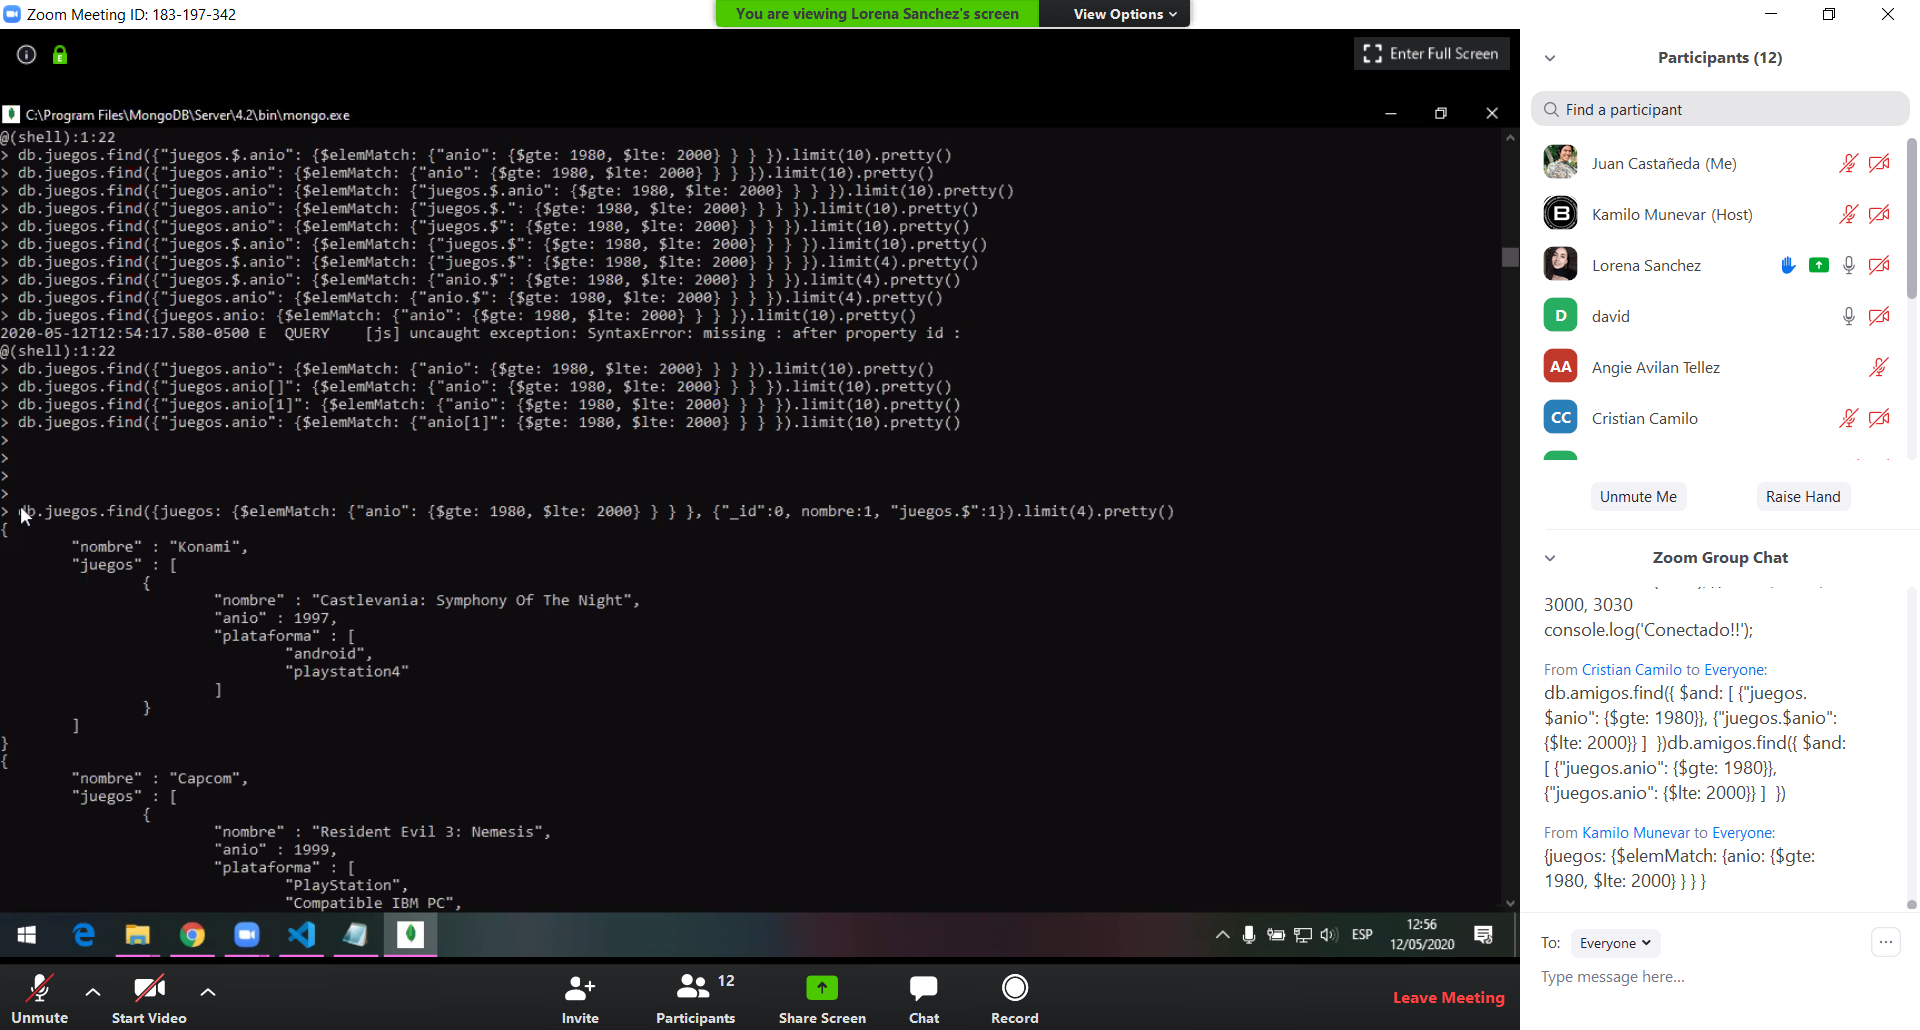 Zoom Meeting ID: 183-197-342
You are viewing Lorena Sanchez's screen
View Options
Enter Full Screen
C:\Program Files\MongoDB\Server\4.2\bin\mongo.exe
@(shell):1:22
> db.juegos.find({"juegos.$.anio": {$elemMatch: {"anio": {$gte: 1980, $lte: 2000} } } }).limit(10).pretty()
> db.juegos.find({"juegos.anio": {$elemMatch: {"anio": {$gte: 1980, $lte: 2000} } } }).limit(10).pretty()
> db.juegos.find({"juegos.anio": {$elemMatch: {"juegos.$.anio": {$gte: 1980, $lte: 2000} } } }).limit(10).pretty()
> db.juegos.find({"juegos.anio": {$elemMatch: {"juegos.$.": {$gte: 1980, $lte: 2000} } } }).limit(10).pretty()
> db.juegos.find({"juegos.anio": {$elemMatch: {"juegos.$": {$gte: 1980, $lte: 2000} } } }).limit(10).pretty()
> db.juegos.find({"juegos.$.anio": {$elemMatch: {"juegos.$": {$gte: 1980, $lte: 2000} } } }).limit(10).pretty()
> db.juegos.find({"juegos.$.anio": {$elemMatch: {"juegos.$": {$gte: 1980, $lte: 2000} } } }).limit(4).pretty()
> db.juegos.find({"juegos.$.anio": {$elemMatch: {"anio.$": {$gte: 1980, $lte: 2000} } } }).limit(4).pretty()
> db.juegos.find({"juegos.anio": {$elemMatch: {"anio.$": {$gte: 1980, $lte: 2000} } } }).limit(4).pretty()
> db.juegos.find({juegos.anio: {$elemMatch: {"anio": {$gte: 1980, $lte: 2000} } } }).limit(10).pretty()
2020-05-12T12:54:17.580-0500 E  QUERY    [js] uncaught exception: SyntaxError: missing : after property id :
@(shell):1:22
> db.juegos.find({"juegos.anio": {$elemMatch: {"anio": {$gte: 1980, $lte: 2000} } } }).limit(10).pretty()
> db.juegos.find({"juegos.anio[]": {$elemMatch: {"anio": {$gte: 1980, $lte: 2000} } } }).limit(10).pretty()
> db.juegos.find({"juegos.anio[1]": {$elemMatch: {"anio": {$gte: 1980, $lte: 2000} } } }).limit(10).pretty()
> db.juegos.find({"juegos.anio": {$elemMatch: {"anio[1]": {$gte: 1980, $lte: 2000} } } }).limit(10).pretty()
>
>
>
>
> db.juegos.find({juegos: {$elemMatch: {"anio": {$gte: 1980, $lte: 2000} } } }, {"_id":0, nombre:1, "juegos.$":1}).limit(4).pretty()
{
"nombre" : "Konami",
"juegos" : [
{
"nombre" : "Castlevania: Symphony Of The Night",
"anio" : 1997,
"plataforma" : [
"android",
"playstation4"
]
}
]
}
{
"nombre" : "Capcom",
"juegos" : [
{
"nombre" : "Resident Evil 3: Nemesis",
"anio" : 1999,
"plataforma" : [
"PlayStation",
"Compatible IBM PC",
ESP
12:56
12/05/2020
Unmute
Start Video
Invite
12
Participants
Share Screen
Chat
Record
Leave Meeting
Participants (12)
Find a participant
Juan Castañeda (Me)
B
Kamilo Munevar (Host)
Lorena Sanchez
D
david
AA
Angie Avilan Tellez
CC
Cristian Camilo
Unmute Me
Raise Hand
Zoom Group Chat
3000, 3030
console.log('Conectado!!');
From Cristian Camilo to Everyone:
db.amigos.find({ $and: [ {"juegos.
$anio": {$gte: 1980}}, {"juegos.$anio":
{$lte: 2000}} ]  })db.amigos.find({ $and:
[ {"juegos.anio": {$gte: 1980}},
{"juegos.anio": {$lte: 2000}} ]  })
From Kamilo Munevar to Everyone:
{juegos: {$elemMatch: {anio: {$gte:
1980, $lte: 2000} } } }
To: Everyone
Type message here...